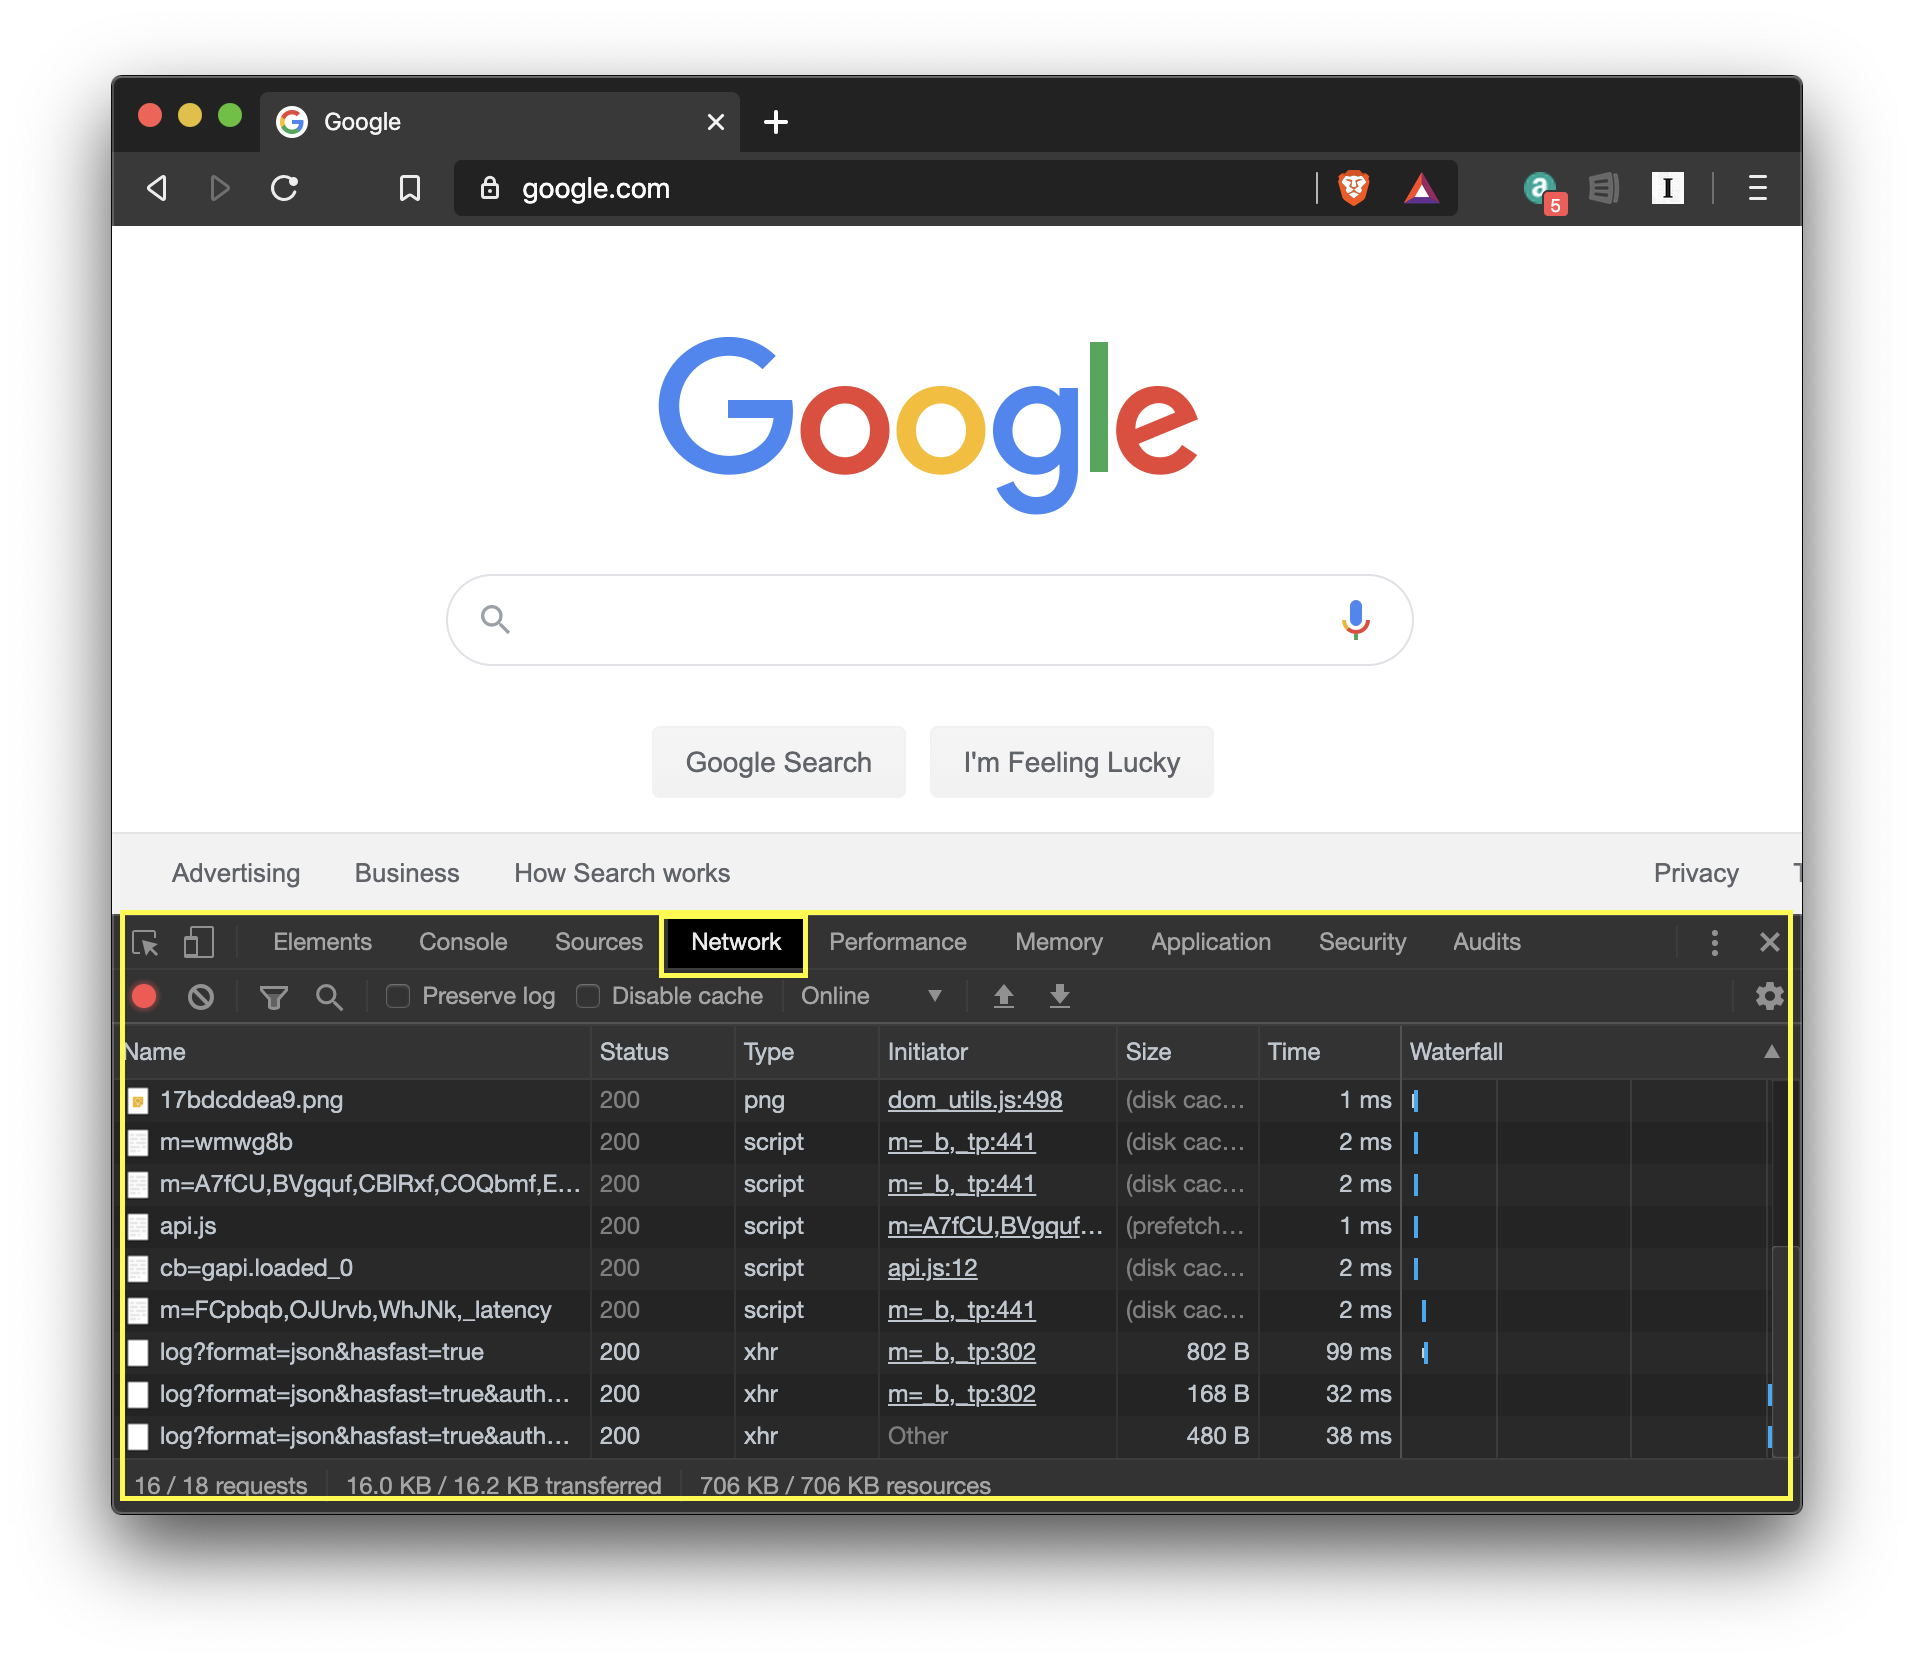 Google
google.com
a
5
I
Google
Google Search
I'm Feeling Lucky
Advertising Business How Search works Privacy
Elements Console Sources Network Performance Memory Application Security Audits
Preserve log Disable cache Online
Name Status Type Initiator Size Time Waterfall
17bdcddea9.png 200 png dom_utils.js:498 (disk cac… 1 ms
m=wmwg8b 200 script m=_b,_tp:441 (disk cac… 2 ms
m=A7fCU,BVgquf,CBlRxf,COQbmf,E… 200 script m=_b,_tp:441 (disk cac… 2 ms
api.js 200 script m=A7fCU,BVgquf… (prefetch… 1 ms
cb=gapi.loaded_0 200 script api.js:12 (disk cac… 2 ms
m=FCpbqb,OJUrvb,WhJNk,_latency 200 script m=_b,_tp:441 (disk cac… 2 ms
log?format=json&hasfast=true 200 xhr m=_b,_tp:302 802 B 99 ms
log?format=json&hasfast=true&auth… 200 xhr m=_b,_tp:302 168 B 32 ms
log?format=json&hasfast=true&auth… 200 xhr Other 480 B 38 ms
16 / 18 requests 16.0 KB / 16.2 KB transferred 706 KB / 706 KB resources